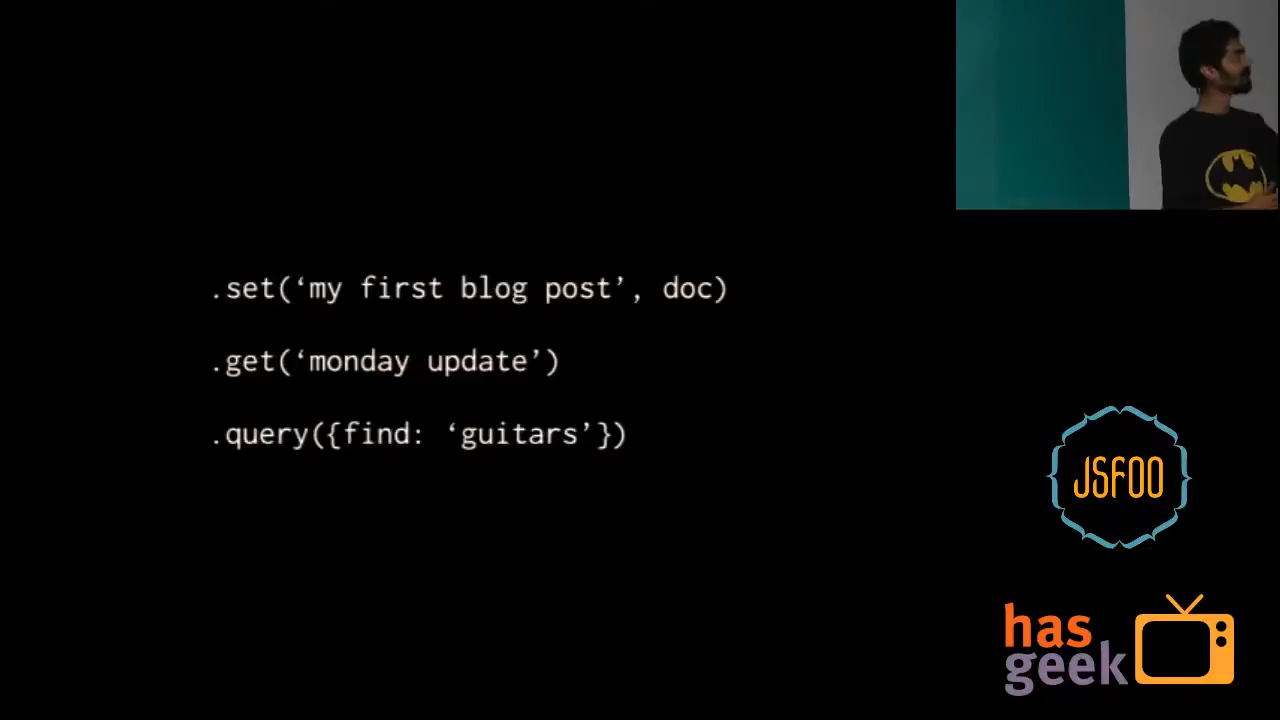 .set(‘my first blog post’, doc)
.get(‘monday update’)
.query({find: ‘guitars’})
JSFOO
has
geek